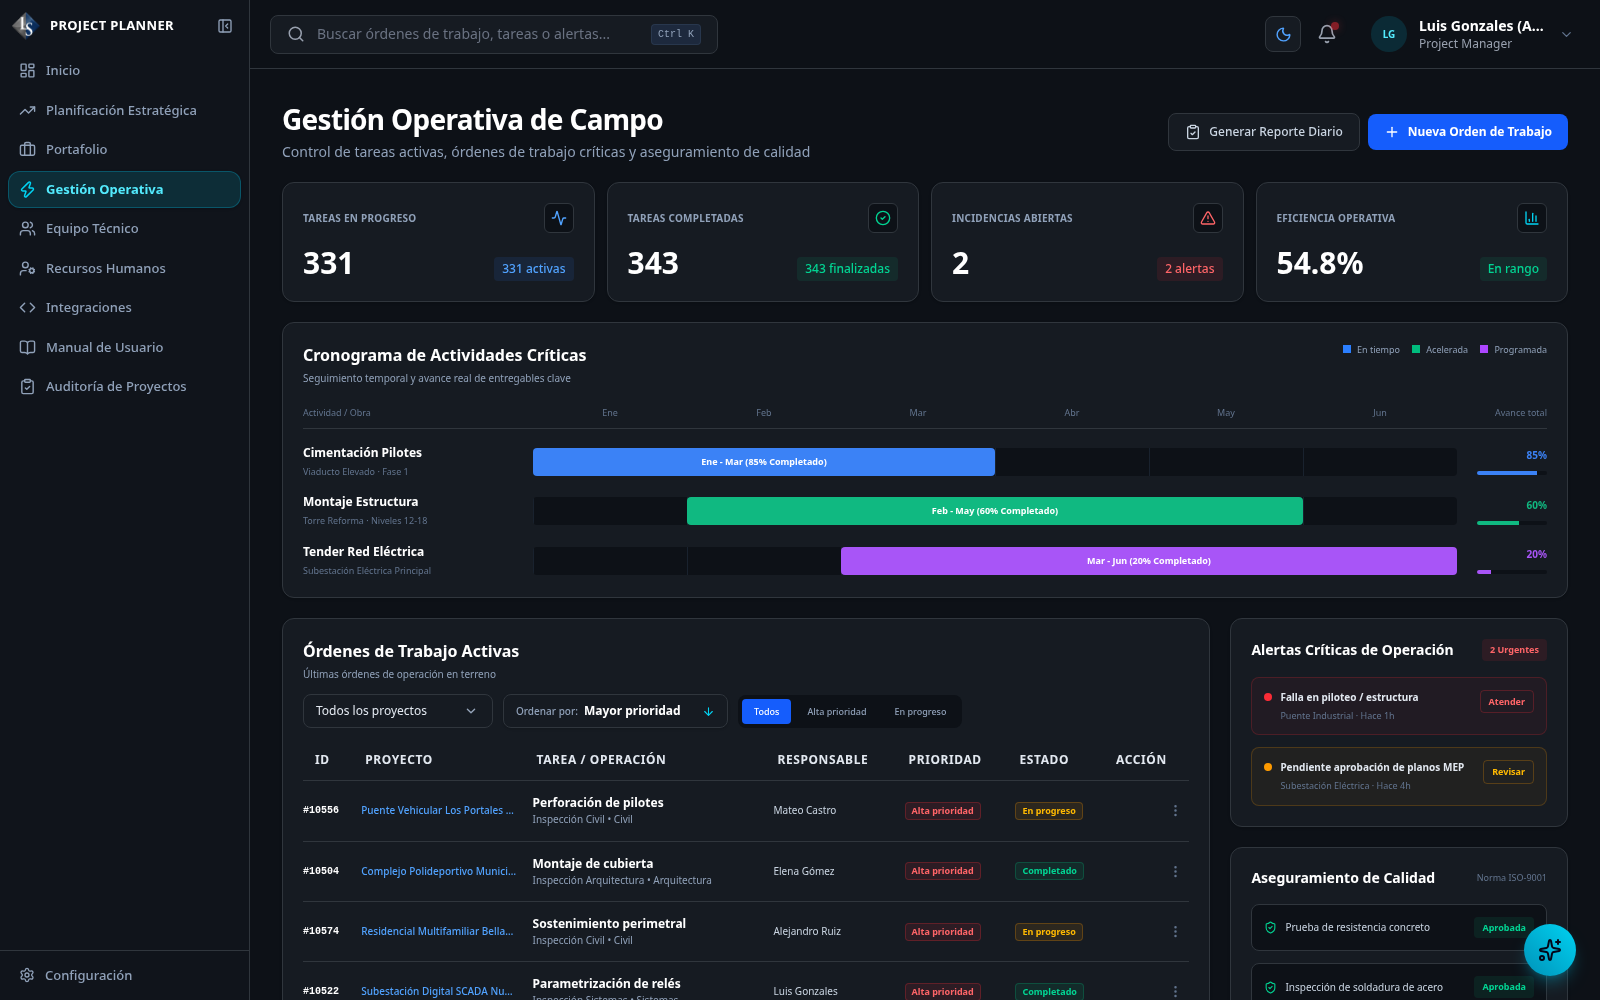 PROJECT PLANNER
Buscar órdenes de trabajo, tareas o alertas...
Ctrl K
LG
Luis Gonzales (A...
Project Manager
Inicio
Planificación Estratégica
Portafolio
Gestión Operativa
Equipo Técnico
Recursos Humanos
Integraciones
Manual de Usuario
Auditoría de Proyectos
Configuración
Gestión Operativa de Campo
Control de tareas activas, órdenes de trabajo críticas y aseguramiento de calidad
Generar Reporte Diario
Nueva Orden de Trabajo
TAREAS EN PROGRESO
331
331 activas
TAREAS COMPLETADAS
343
343 finalizadas
INCIDENCIAS ABIERTAS
2
2 alertas
EFICIENCIA OPERATIVA
54.8%
En rango
Cronograma de Actividades Críticas
Seguimiento temporal y avance real de entregables clave
En tiempo
Acelerada
Programada
Actividad / Obra
Ene
Feb
Mar
Abr
May
Jun
Avance total
Cimentación Pilotes
Viaducto Elevado · Fase 1
Ene - Mar (85% Completado)
85%
Montaje Estructura
Torre Reforma · Niveles 12-18
Feb - May (60% Completado)
60%
Tender Red Eléctrica
Subestación Eléctrica Principal
Mar - Jun (20% Completado)
20%
Órdenes de Trabajo Activas
Últimas órdenes de operación en terreno
Todos los proyectos
Ordenar por: Mayor prioridad
Todos
Alta prioridad
En progreso
ID PROYECTO TAREA / OPERACIÓN RESPONSABLE PRIORIDAD ESTADO ACCIÓN
#10556 Puente Vehicular Los Portales ... Perforación de pilotes Mateo Castro Alta prioridad En progreso
Inspección Civil • Civil
#10504 Complejo Polideportivo Munici... Montaje de cubierta Elena Gómez Alta prioridad Completado
Inspección Arquitectura • Arquitectura
#10574 Residencial Multifamiliar Bella... Sostenimiento perimetral Alejandro Ruiz Alta prioridad En progreso
Inspección Civil • Civil
#10522 Subestación Digital SCADA Nu... Parametrización de relés Luis Gonzales Alta prioridad Completado
Inspección Sistemas • Sistemas
Alertas Críticas de Operación
2 Urgentes
Falla en piloteo / estructura
Puente Industrial · Hace 1h
Atender
Pendiente aprobación de planos MEP
Subestación Eléctrica · Hace 4h
Revisar
Aseguramiento de Calidad
Norma ISO-9001
Prueba de resistencia concreto
Aprobada
Inspección de soldadura de acero
Aprobada